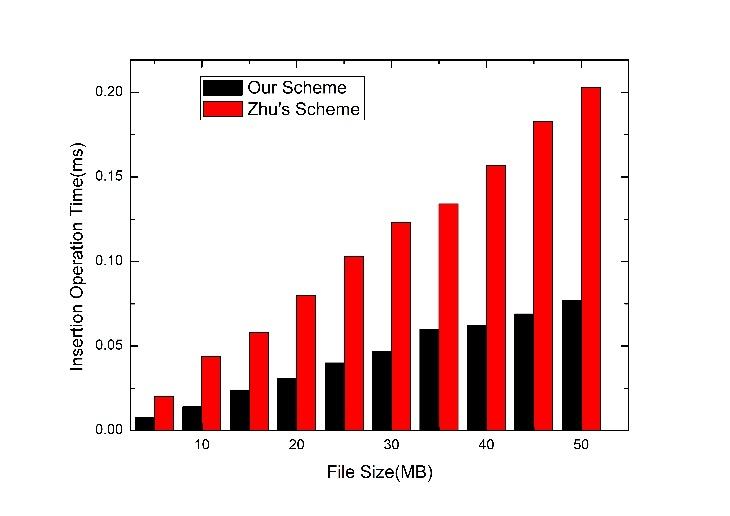 Our Scheme
Zhu's Scheme
0.20
0.15
0.10
0.05
0.00
Insertion Operation Time(ms)
10 20 30 40 50
File Size(MB)